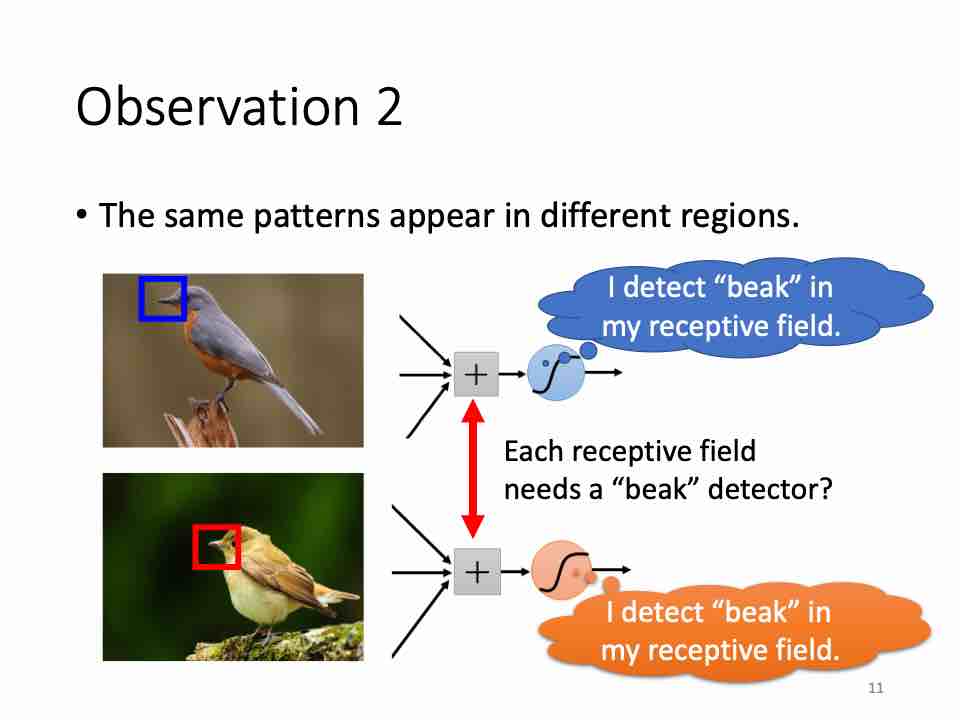 Observation 2
• The same patterns appear in different regions.
I detect “beak” in
my receptive field.
+
Each receptive field
needs a “beak” detector?
+
I detect “beak” in
my receptive field.
11